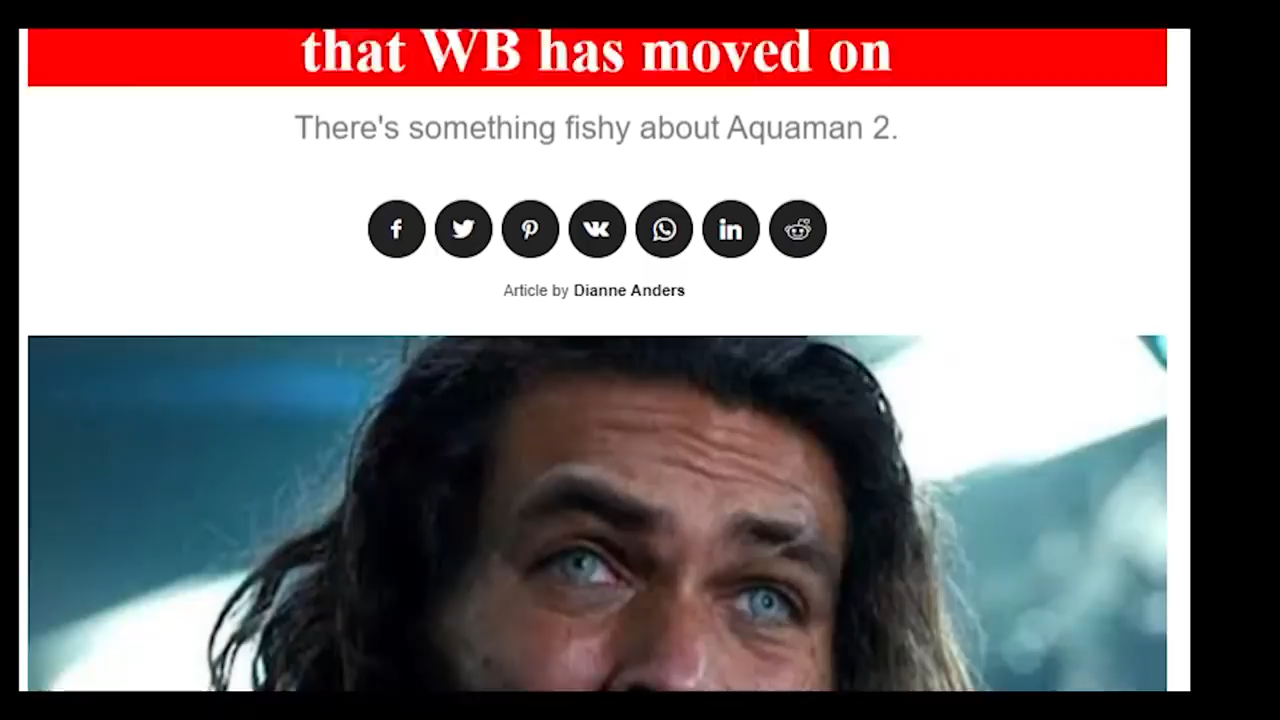 that WB has moved on
There's something fishy about Aquaman 2.
Article by Dianne Anders